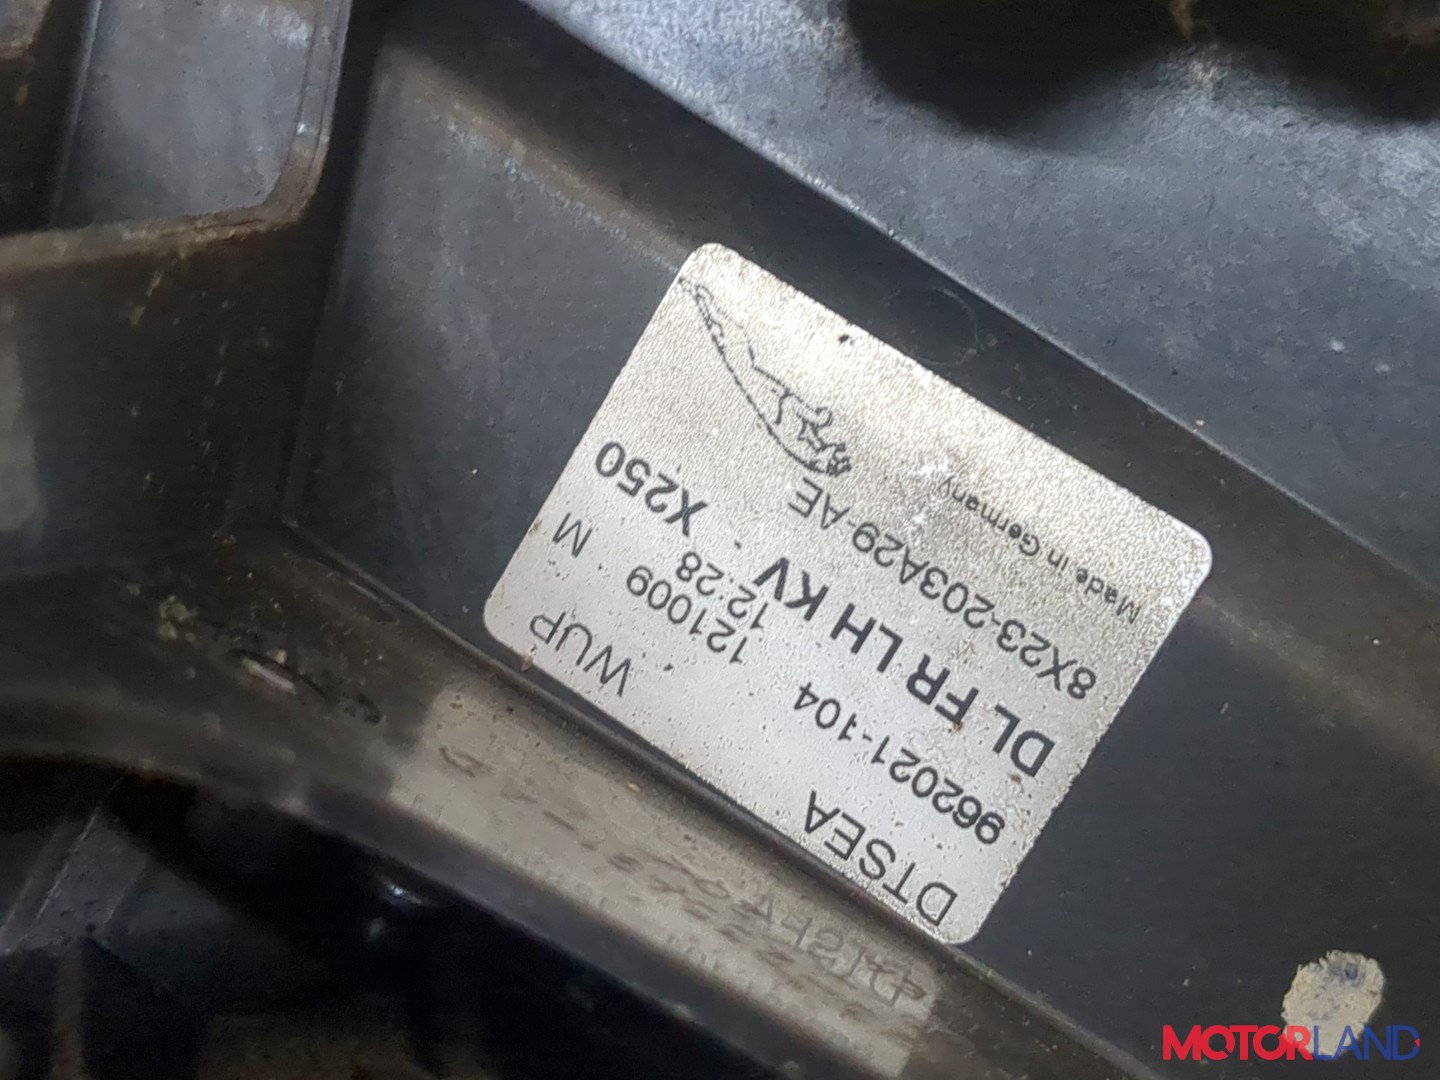 Made in Germany
8X23-203A29-AE
DL FR LH KV X250
962021-104
121009
12:28
M
DTSEA
WUP
MOTORLAND